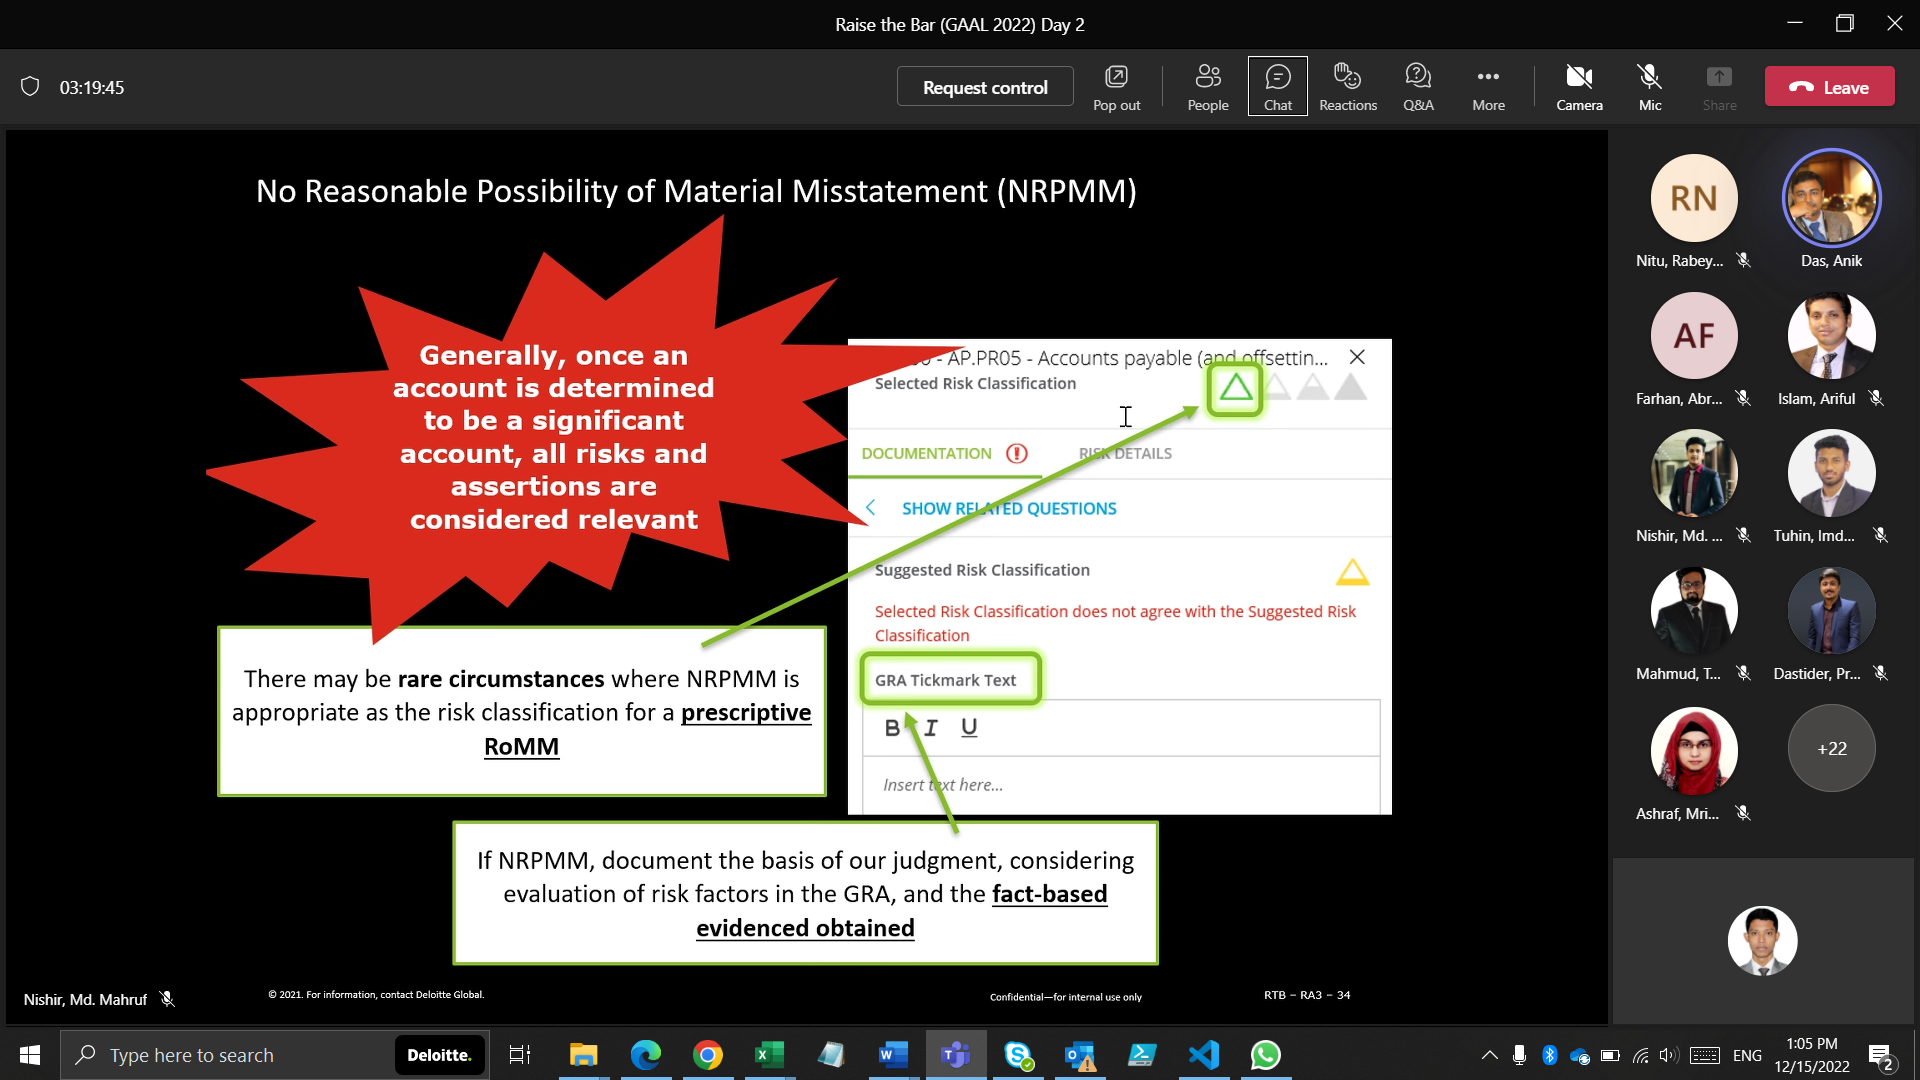 Raise the Bar (GAAL 2022) Day 2
03:19:45
Request control
Pop out
People
Chat
Reactions
Q&A
More
Camera
Mic
Share
Leave
No Reasonable Possibility of Material Misstatement (NRPMM)
Generally, once an
account is determined
to be a significant
account, all risks and
assertions are
considered relevant
- AP.PR05 - Accounts payable (and offsettin...
Selected Risk Classification
DOCUMENTATION
RISK DETAILS
SHOW RELATED QUESTIONS
Suggested Risk Classification
Selected Risk Classification does not agree with the Suggested Risk
Classification
GRA Tickmark Text
B I U
Insert text here...
There may be rare circumstances where NRPMM is
appropriate as the risk classification for a prescriptive
RoMM
If NRPMM, document the basis of our judgment, considering
evaluation of risk factors in the GRA, and the fact-based
evidenced obtained
Nishir, Md. Mahruf
© 2021. For information, contact Deloitte Global.
Confidential—for internal use only
RTB – RA3 – 34
RN
Nitu, Rabey...
Das, Anik
AF
Farhan, Abr...
Islam, Ariful
Nishir, Md. ...
Tuhin, Imd...
Mahmud, T...
Dastider, Pr...
Ashraf, Mri...
+22
Type here to search
Deloitte.
ENG
1:05 PM
12/15/2022
2